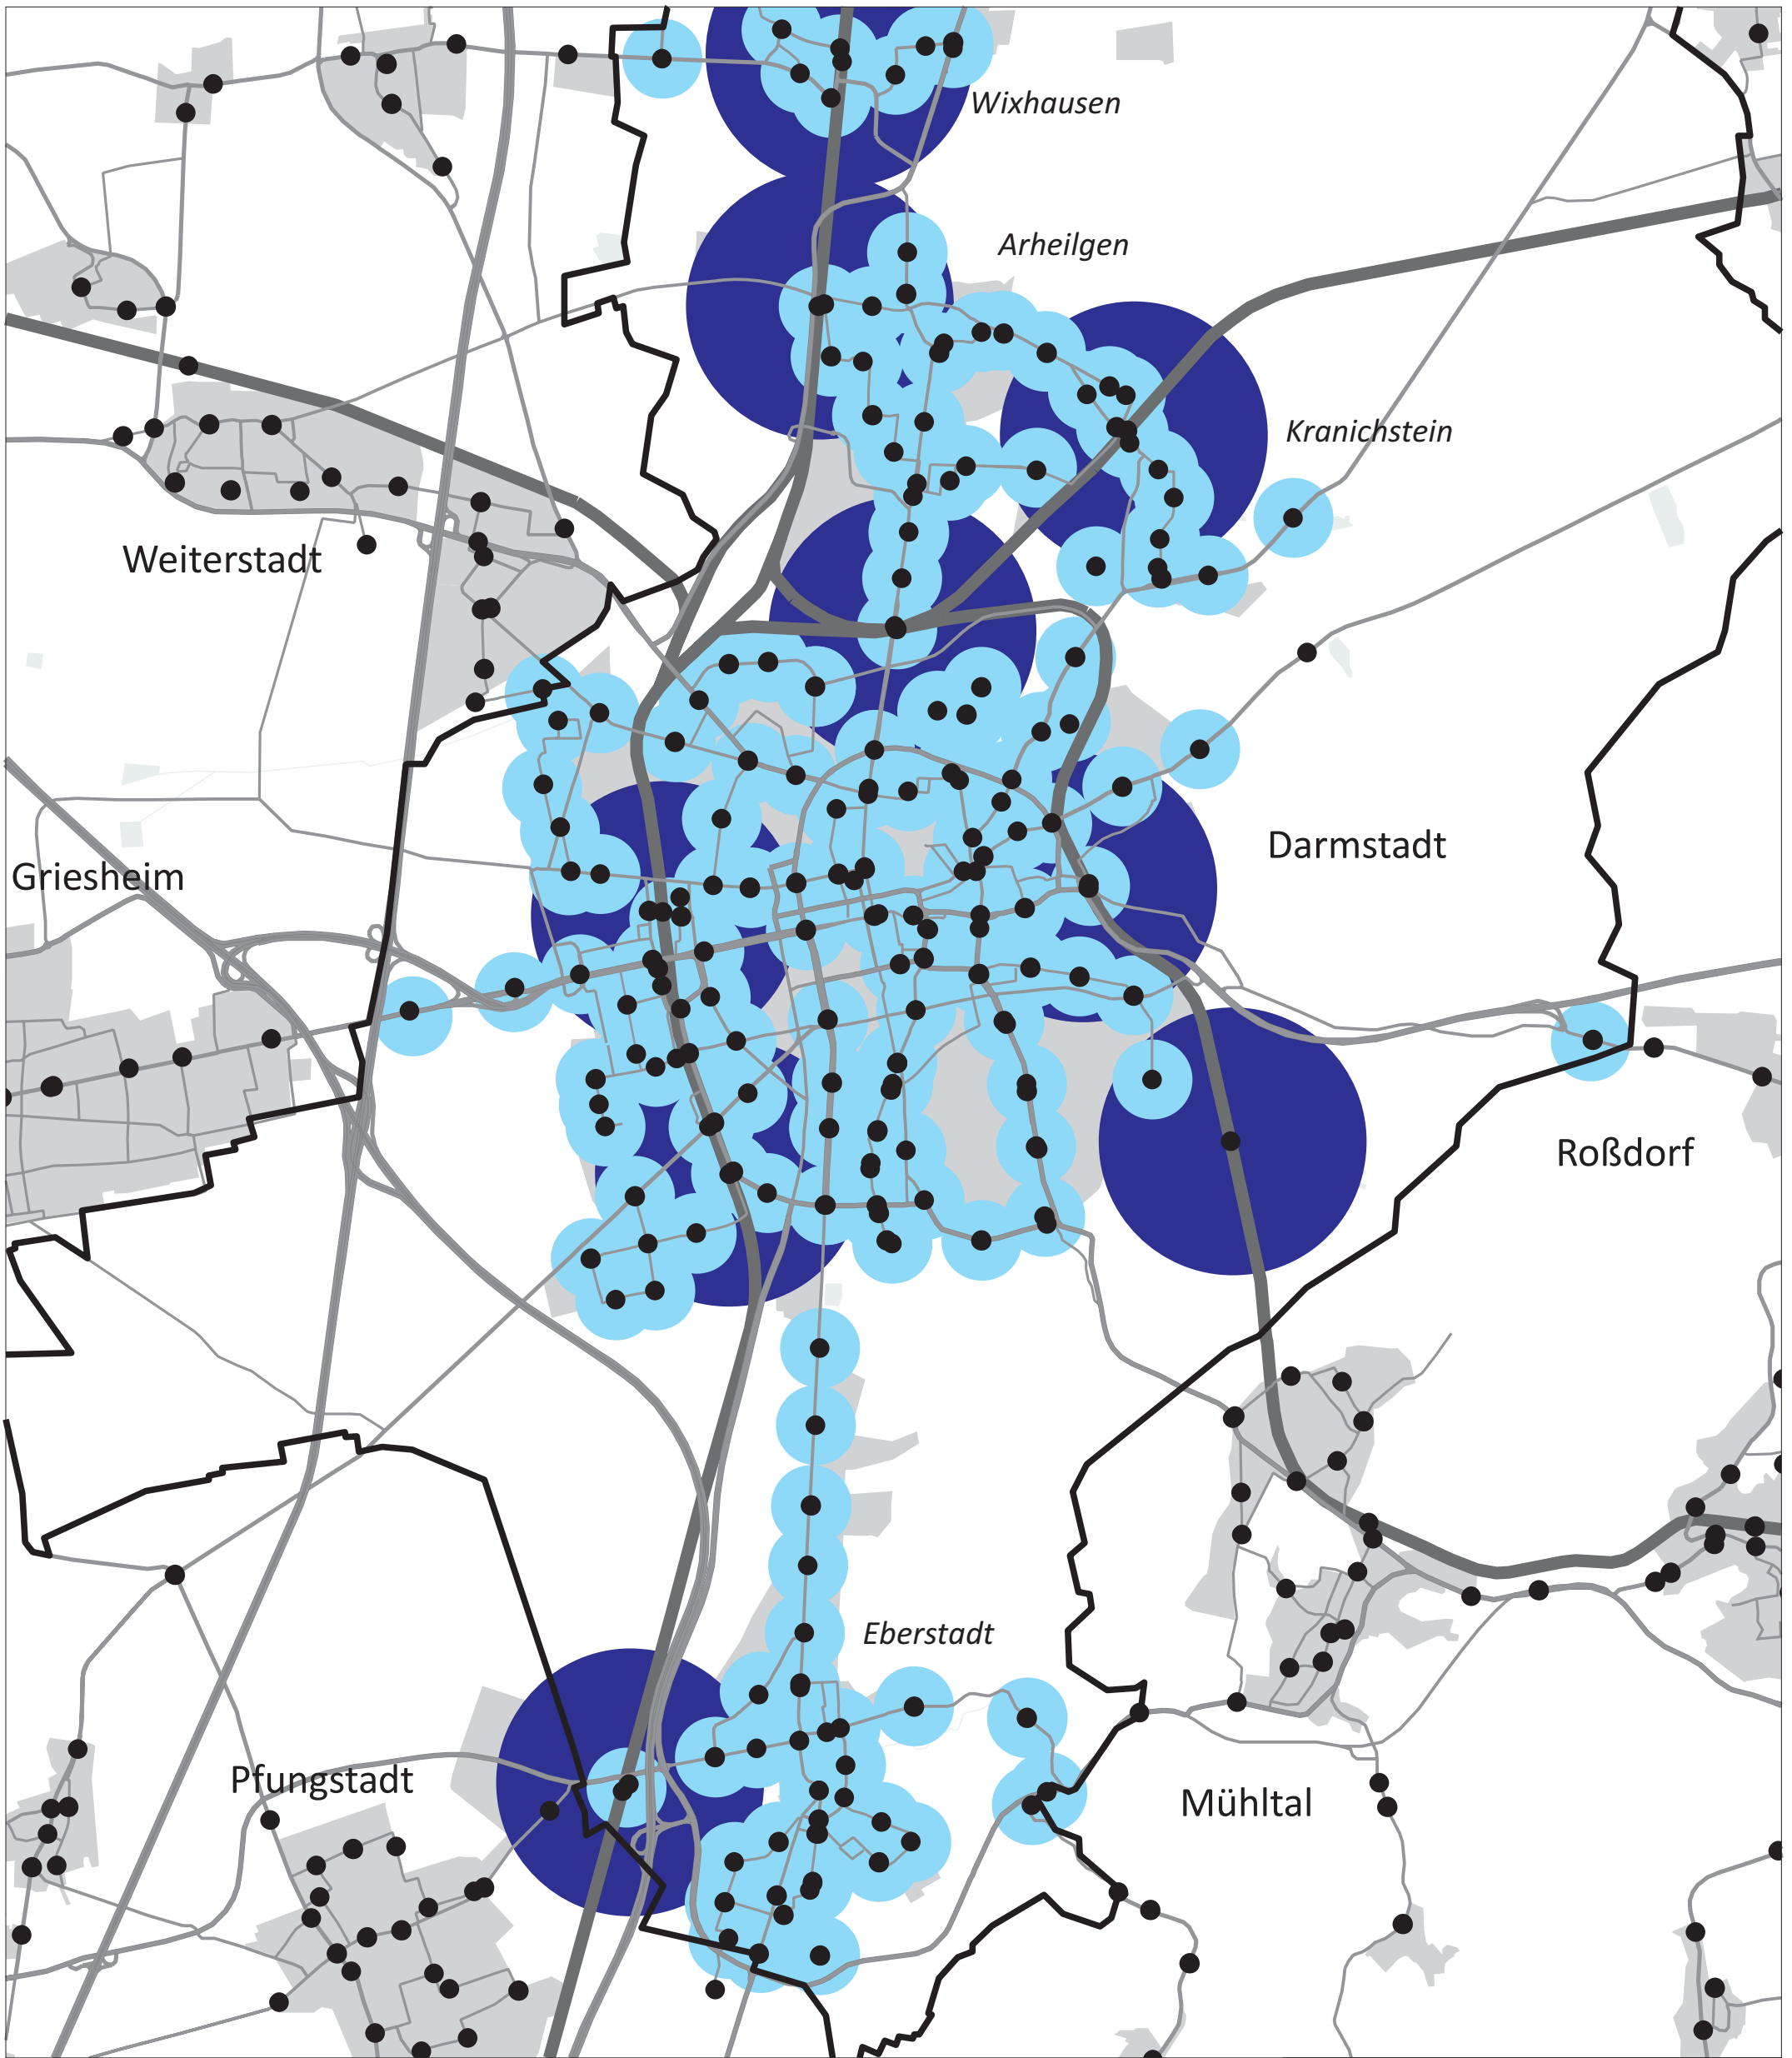 Wixhausen
Arheilgen
Kranichstein
Weiterstadt
Darmstadt
Griesheim
Roßdorf
Eberstadt
Pfungstadt
Mühltal